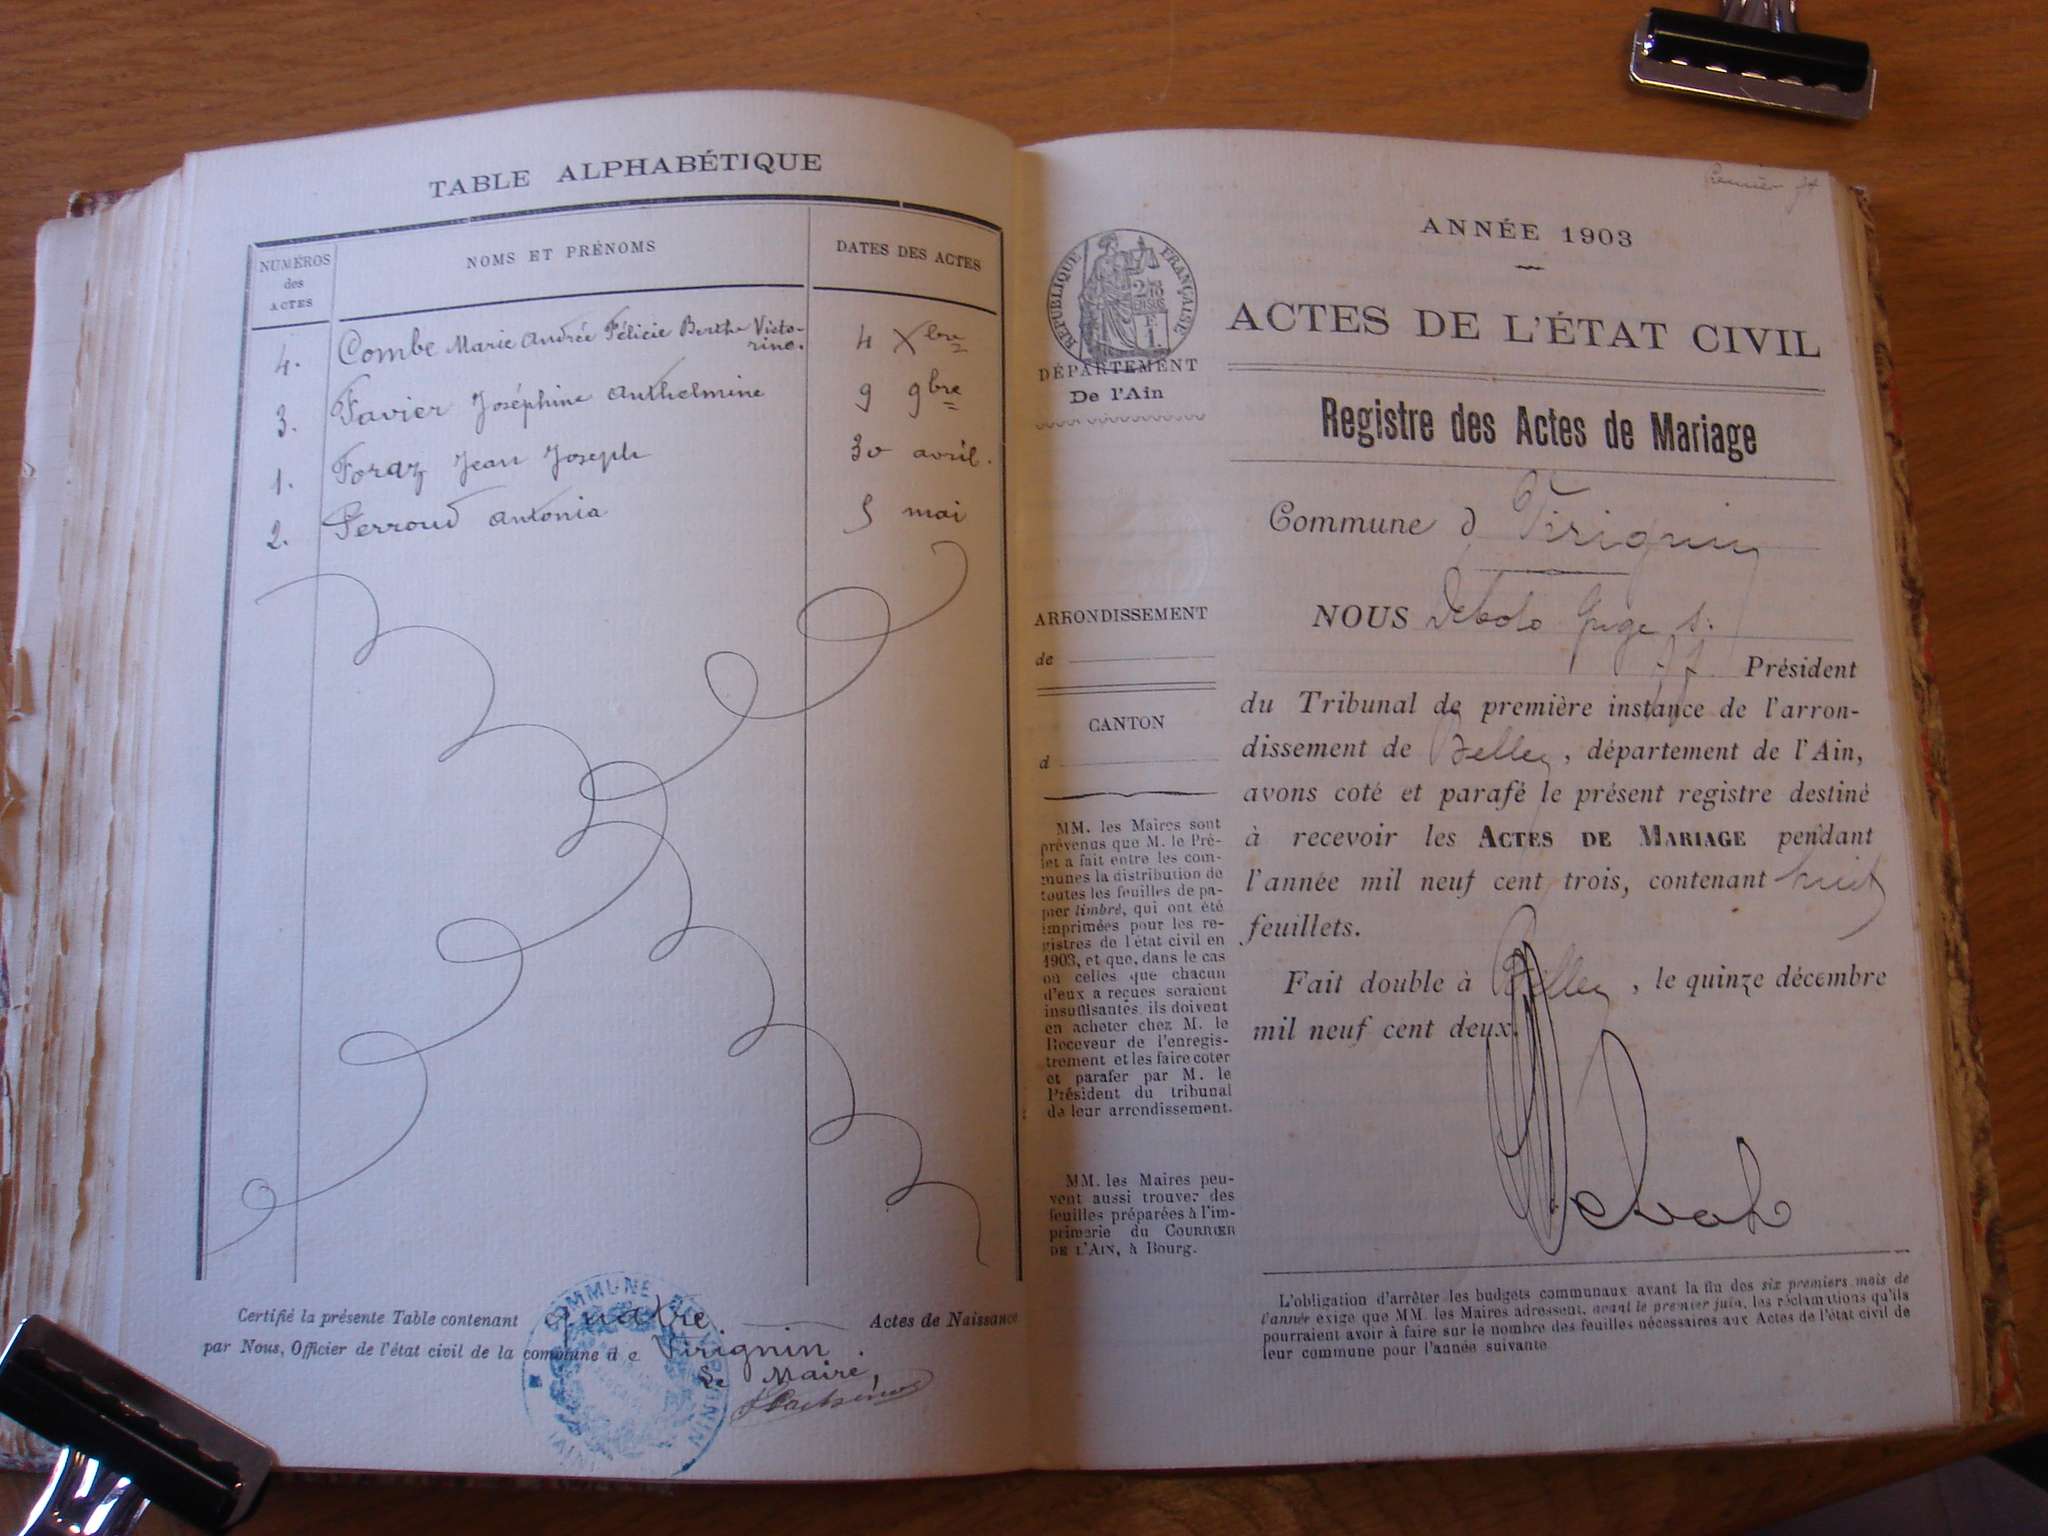 TABLE ALPHABÉTIQUE
NUMÉROS
des
ACTES
NOMS ET PRÉNOMS
DATES DES ACTES
4. Combe Marie Andrée Félicie Berthe Victo-
rine. 4 Xbre
3. Favier Joséphine Anthelmine 9 9bre
1. Foraz Jean Joseph 30 avril.
2. Perroud Antonia 5 mai
Certifié la présente Table contenant quatre Actes de Naissance
par Nous, Officier de l'état civil de la commune de Virignin.
Le Maire,
COMMUNE DE VIRIGNIN
(AIN)
Premier
ANNÉE 1903
RÉPUBLIQUE FRANÇAISE
DÉPARTEMENT
De l'Ain
ACTES DE L'ÉTAT CIVIL
Registre des Actes de Mariage
Commune d Virignin
NOUS
Président
du Tribunal de première instance de l'arron-
dissement de Belley, département de l'Ain,
avons coté et parafé le présent registre destiné
à recevoir les ACTES DE MARIAGE pendant
l'année mil neuf cent trois, contenant huit
feuillets.
Fait double à Belley, le quinze décembre
mil neuf cent deux.
ARRONDISSEMENT
de
CANTON
d
MM. les Maires sont
prévenus que M. le Pré-
fet a fait entre les com-
munes la distribution de
toutes les feuilles de pa-
pier timbré, qui ont été
imprimées pour les re-
gistres de l'état civil en
1903, et que, dans le cas
où celles que chacun
d'eux a reçues seraient
insuffisantes, ils doivent
en acheter chez M. le
Receveur de l'enregis-
trement et les faire coter
et parafer par M. le
Président du tribunal
de leur arrondissement.
MM. les Maires peu-
vent aussi trouver des
feuilles préparées à l'im-
primerie du COURRIER
DE L'AIN, à Bourg.
L'obligation d'arrêter les budgets communaux avant la fin des six premiers mois de
l'année exige que MM. les Maires adressent, avant le premier juin, les réclamations qu'ils
pourraient avoir à faire sur le nombre des feuilles nécessaires aux Actes de l'état civil de
leur commune pour l'année suivante